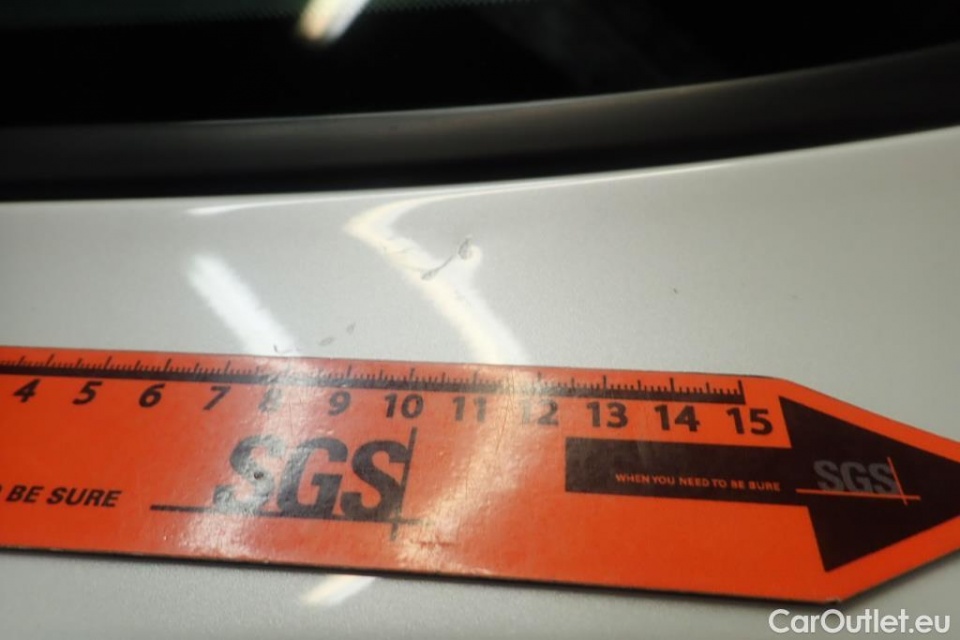 4 5 6 7 8 9 10 11 12 13 14 15
BE SURE
SGS
WHEN YOU NEED TO BE SURE
SGS
CarOutlet.eu